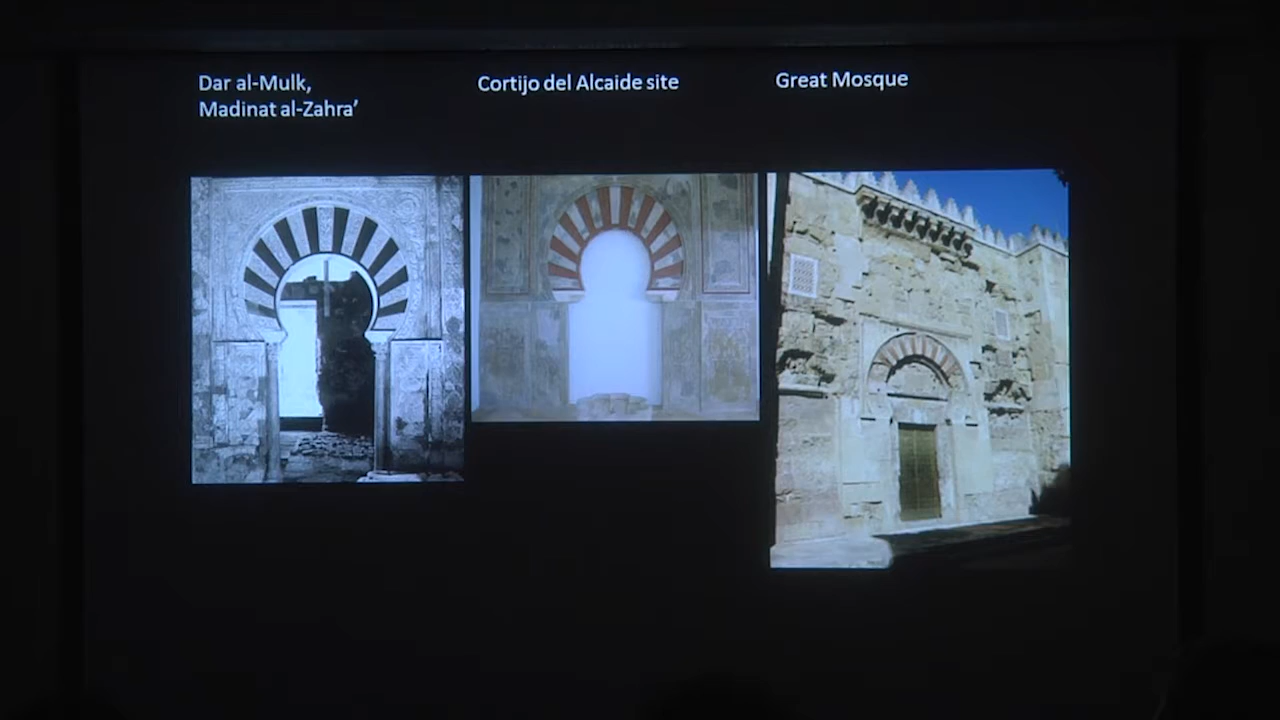 Dar al-Mulk,
Madinat al-Zahra’
Cortijo del Alcaide site
Great Mosque